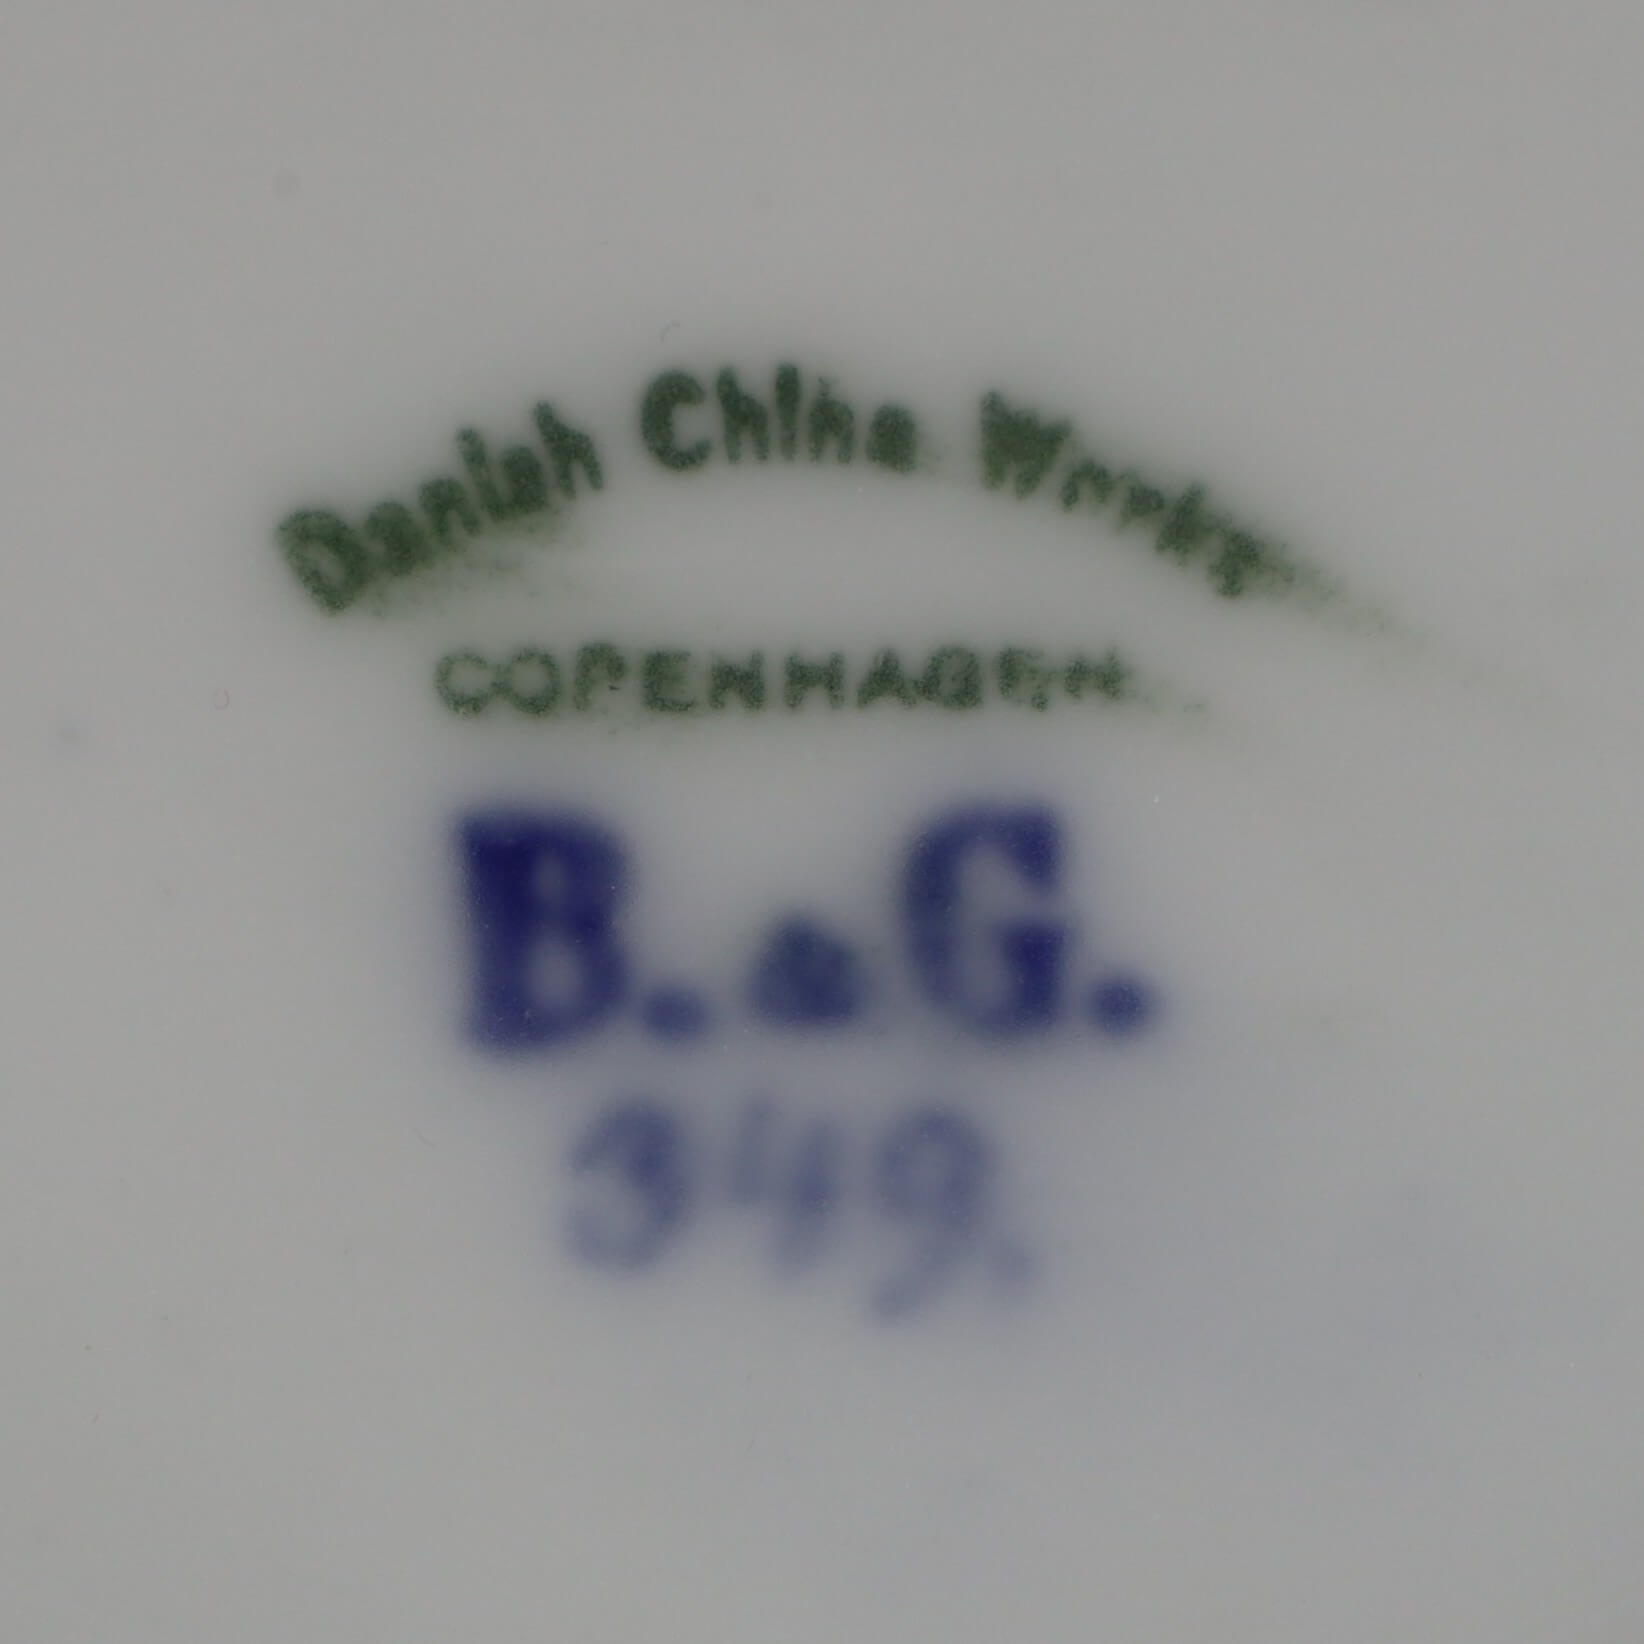 Danish China Works
COPENHAGEN
B. & G.
349.